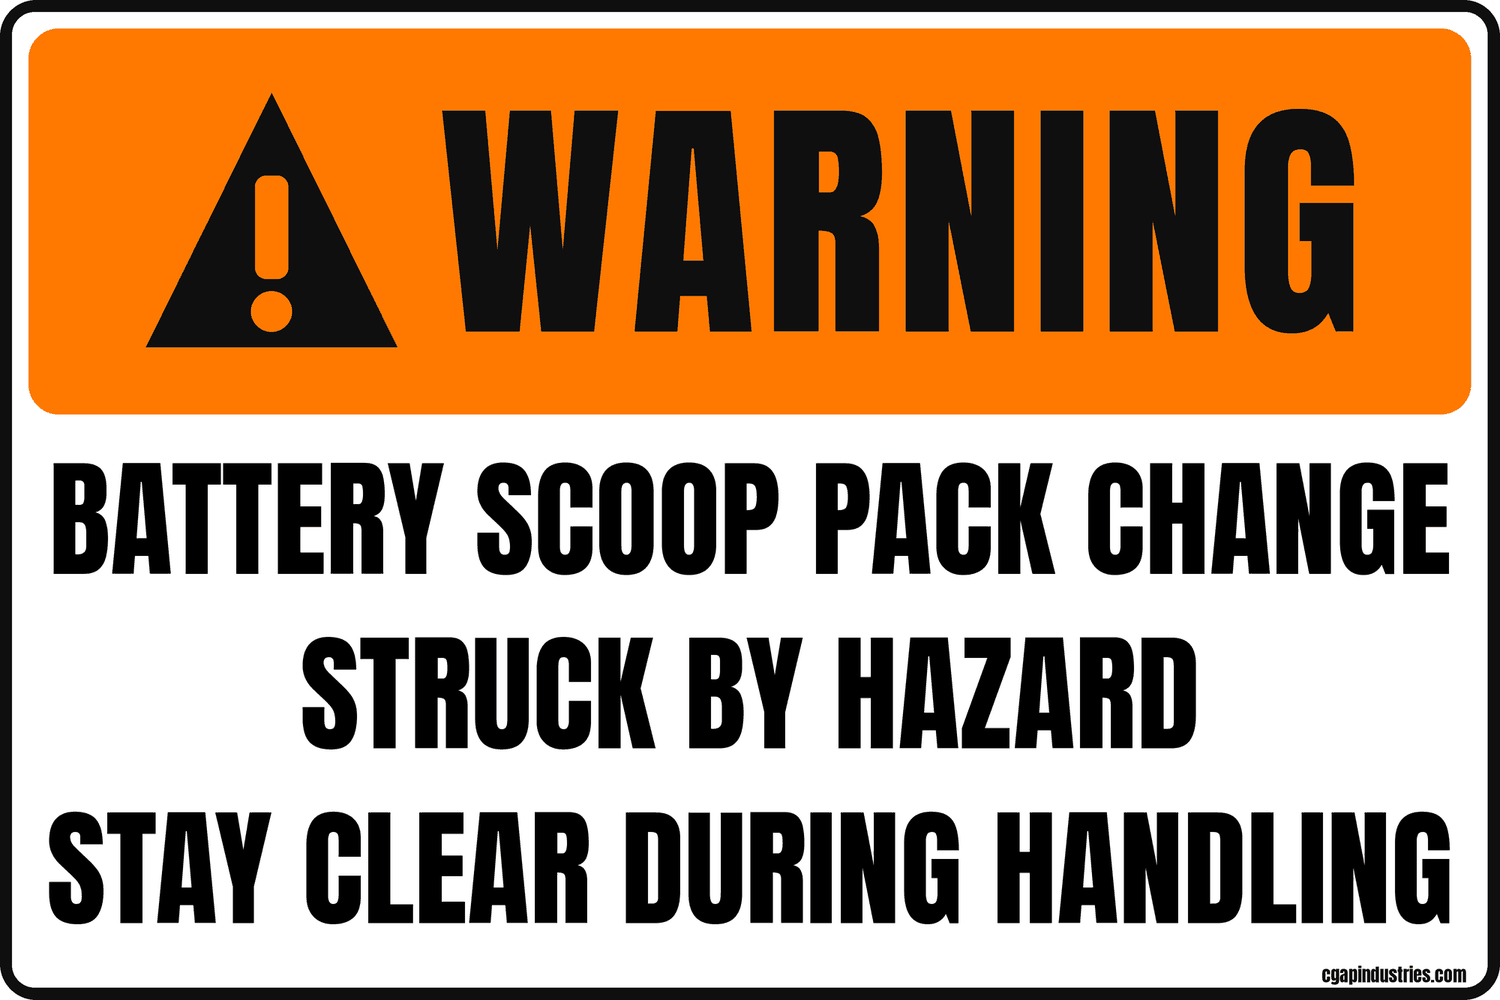 WARNING
BATTERY SCOOP PACK CHANGE
STRUCK BY HAZARD
STAY CLEAR DURING HANDLING
cgapindustries.com